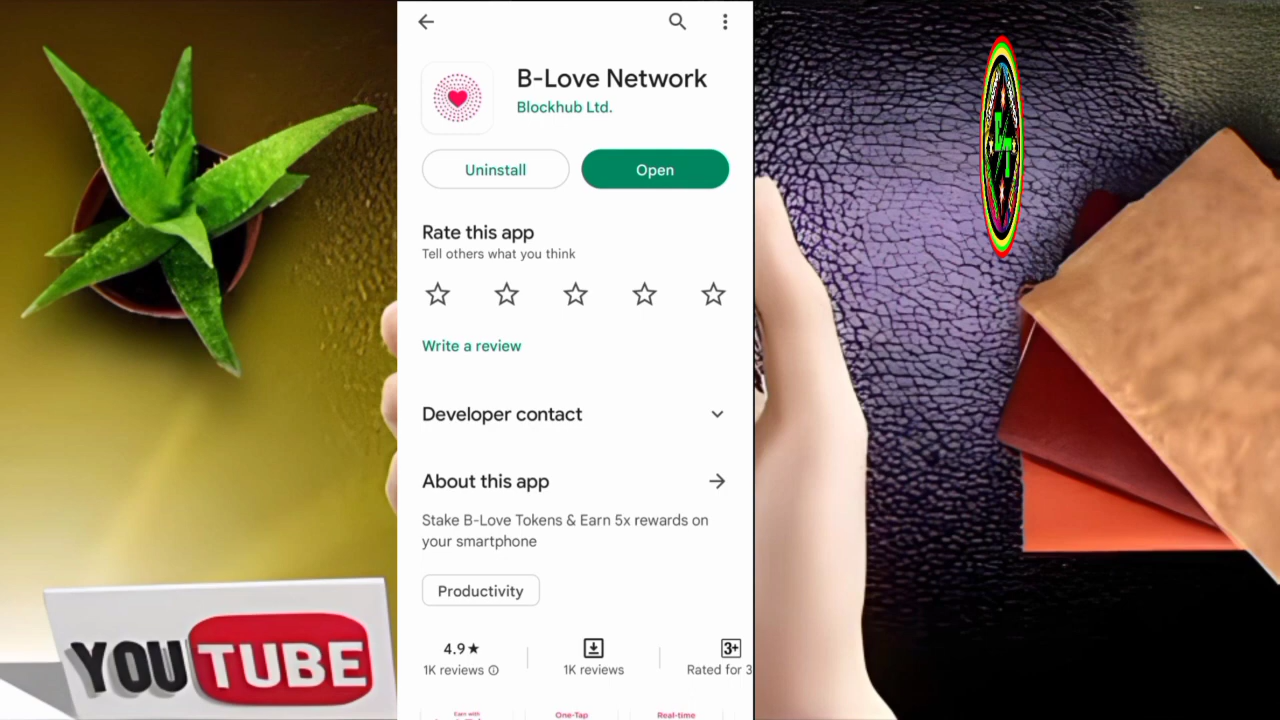 B-Love Network
Blockhub Ltd.
Uninstall
Open
Rate this app
Tell others what you think
Write a review
Developer contact
About this app
Stake B-Love Tokens & Earn 5x rewards on
your smartphone
Productivity
4.9★
1K reviews
1K reviews
3+
Rated for 3
Earn with
One-Tap
Real-time
YOUTUBE